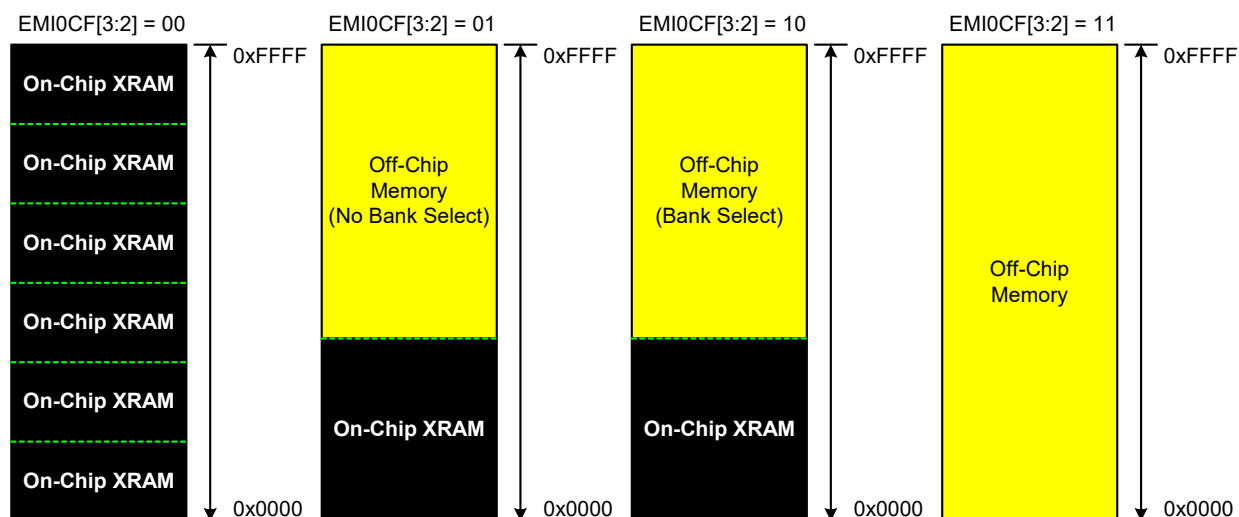 EMI0CF[3:2] = 00
0xFFFF
On-Chip XRAM
On-Chip XRAM
On-Chip XRAM
On-Chip XRAM
On-Chip XRAM
On-Chip XRAM
0x0000
EMI0CF[3:2] = 01
0xFFFF
Off-Chip
Memory
(No Bank Select)
On-Chip XRAM
0x0000
EMI0CF[3:2] = 10
0xFFFF
Off-Chip
Memory
(Bank Select)
On-Chip XRAM
0x0000
EMI0CF[3:2] = 11
0xFFFF
Off-Chip
Memory
0x0000